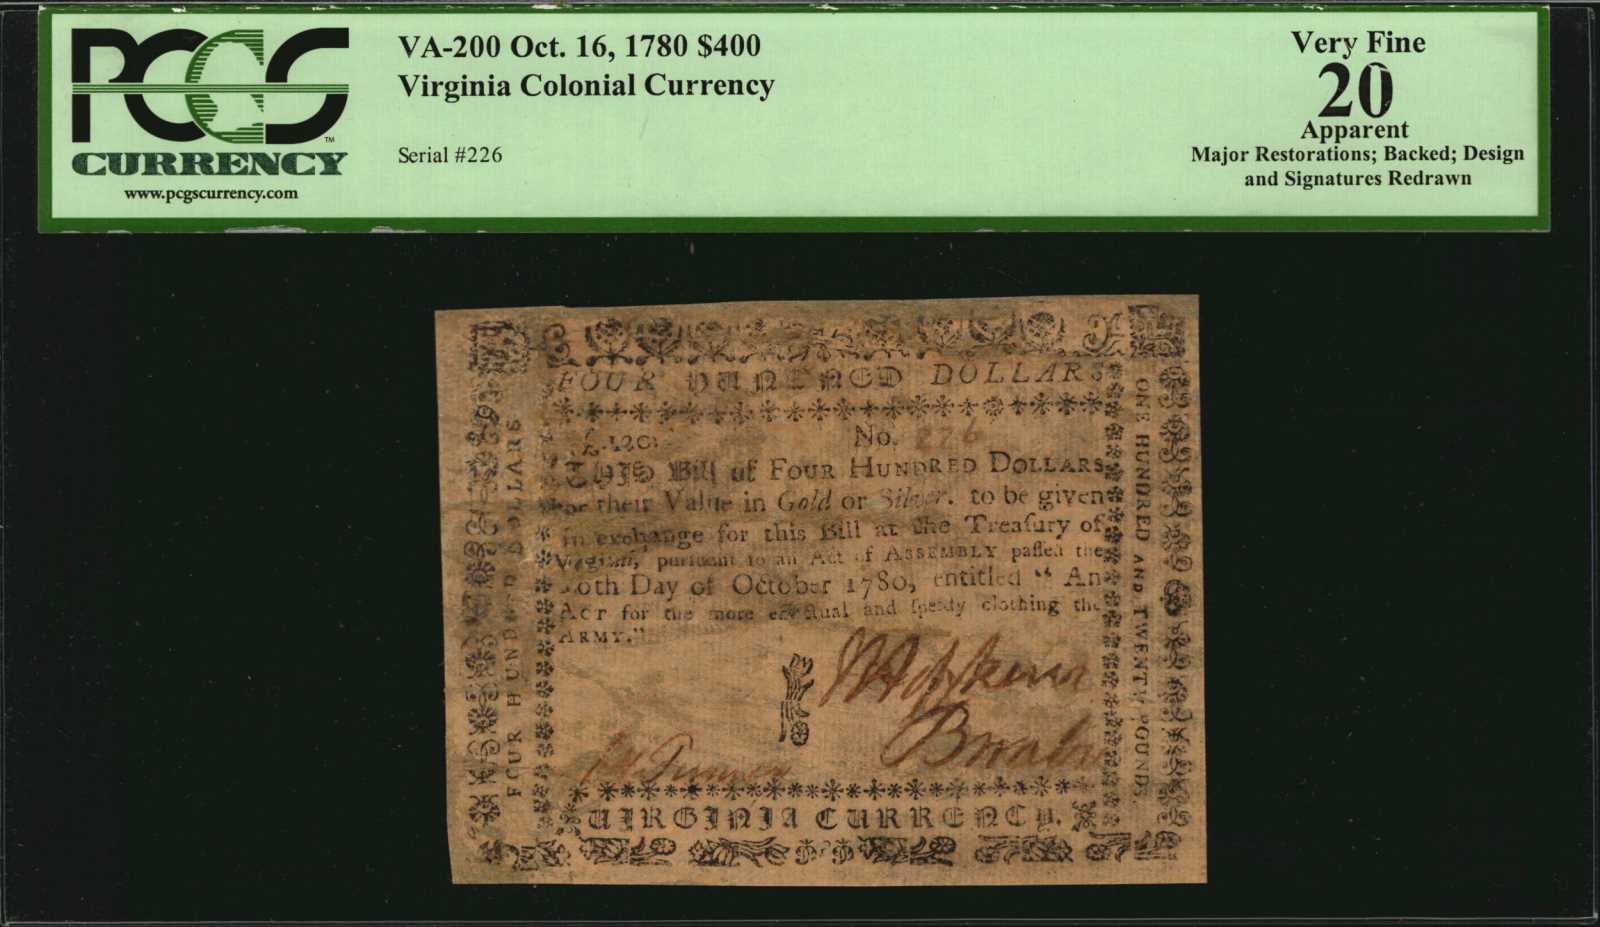 PCGS
CURRENCY
www.pcgscurrency.com
VA-200 Oct. 16, 1780 $400
Virginia Colonial Currency
Serial #226
Very Fine
20
Apparent
Major Restorations; Backed; Design
and Signatures Redrawn
FOUR HUNDRED DOLLARS
£.120. No. 226
THIS Bill of FOUR HUNDRED DOLLARS
or their Value in Gold or Silver, to be given
in exchange for this Bill at the Treaſury of
Virginia, purſuant to an Act of ASSEMBLY paſſed the
16th Day of October 1780, entitled “ An
ACT for the more effectual and ſpeedy clothing the
ARMY."
J Hopkins
B
H Turner
VIRGINIA CURRENCY.
FOUR HUNDRED DOLLARS
ONE HUNDRED AND TWENTY POUNDS.